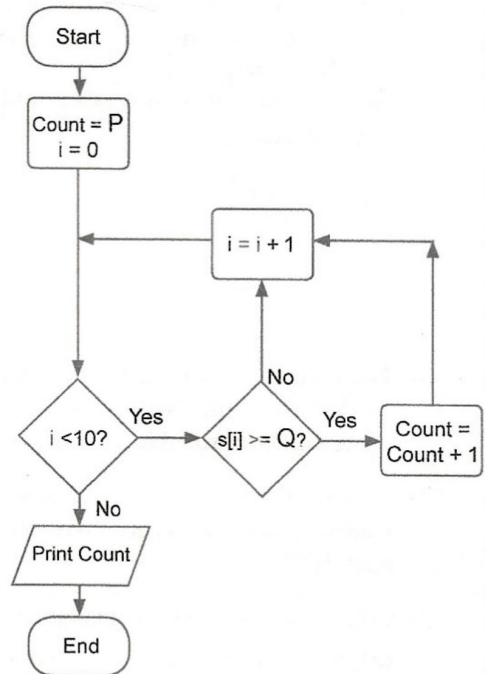 Start
Count = P
i = 0
i = i + 1
No
i <10?
Yes
s[i] >= Q?
Yes
Count =
Count + 1
No
Print Count
End